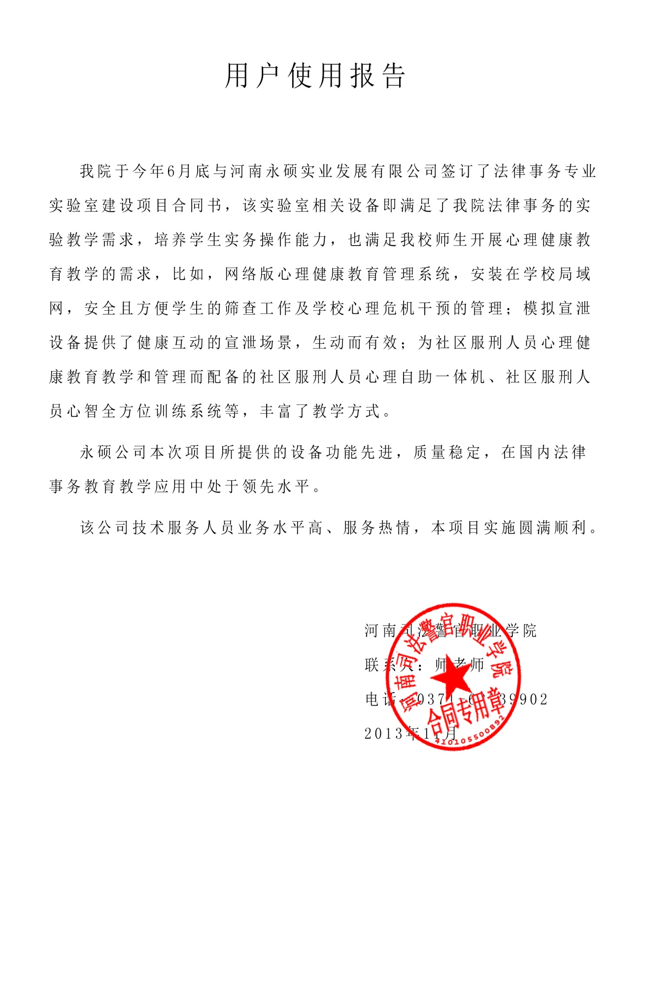 用户使用报告
我院于今年6月底与河南永硕实业发展有限公司签订了法律事务专业
实验室建设项目合同书，该实验室相关设备即满足了我院法律事务的实
验教学需求，培养学生实务操作能力，也满足我校师生开展心理健康教
育教学的需求，比如，网络版心理健康教育管理系统，安装在学校局域
网，安全且方便学生的筛查工作及学校心理危机干预的管理；模拟宣泄
设备提供了健康互动的宣泄场景，生动而有效；为社区服刑人员心理健
康教育教学和管理而配备的社区服刑人员心理自助一体机、社区服刑人
员心智全方位训练系统等，丰富了教学方式。
永硕公司本次项目所提供的设备功能先进，质量稳定，在国内法律
事务教育教学应用中处于领先水平。
该公司技术服务人员业务水平高、服务热情，本项目实施圆满顺利。
河南司法警官职业学院
联系人：师老师
电话：0371-6 39902
2013年11月
河南司法警官职业学院
合同专用章
410105500892